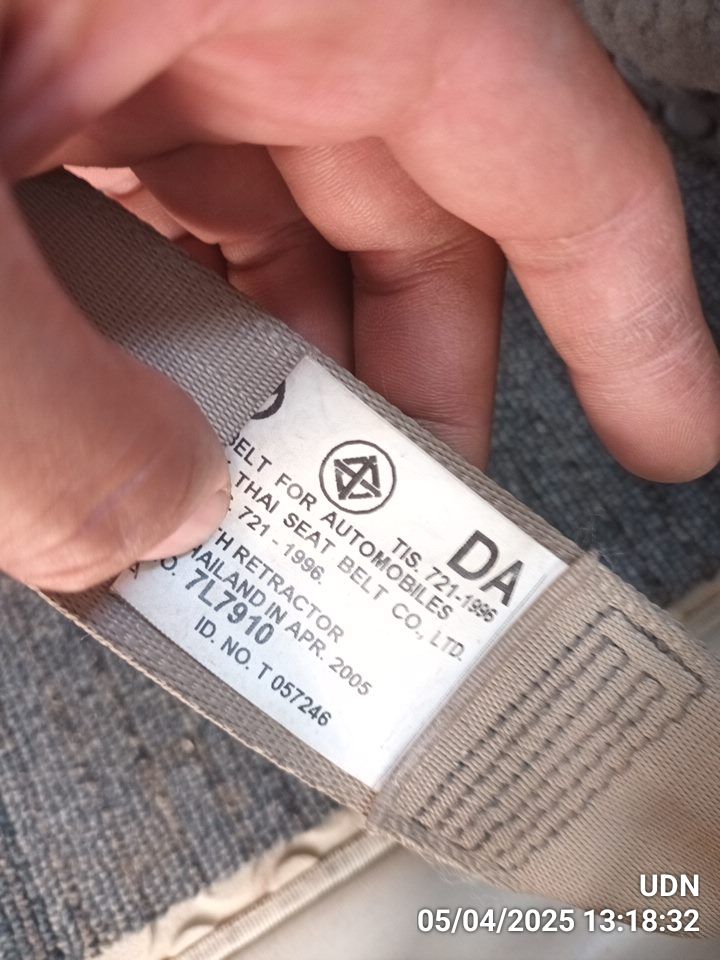 DA
TIS. 721-1996
BELT FOR AUTOMOBILES
THAI SEAT BELT CO., LTD.
721 - 1996.
TH RETRACTOR
HAILAND IN APR. 2005
O. 7L7910
ID. NO. T 057246
A
UDN
05/04/2025 13:18:32